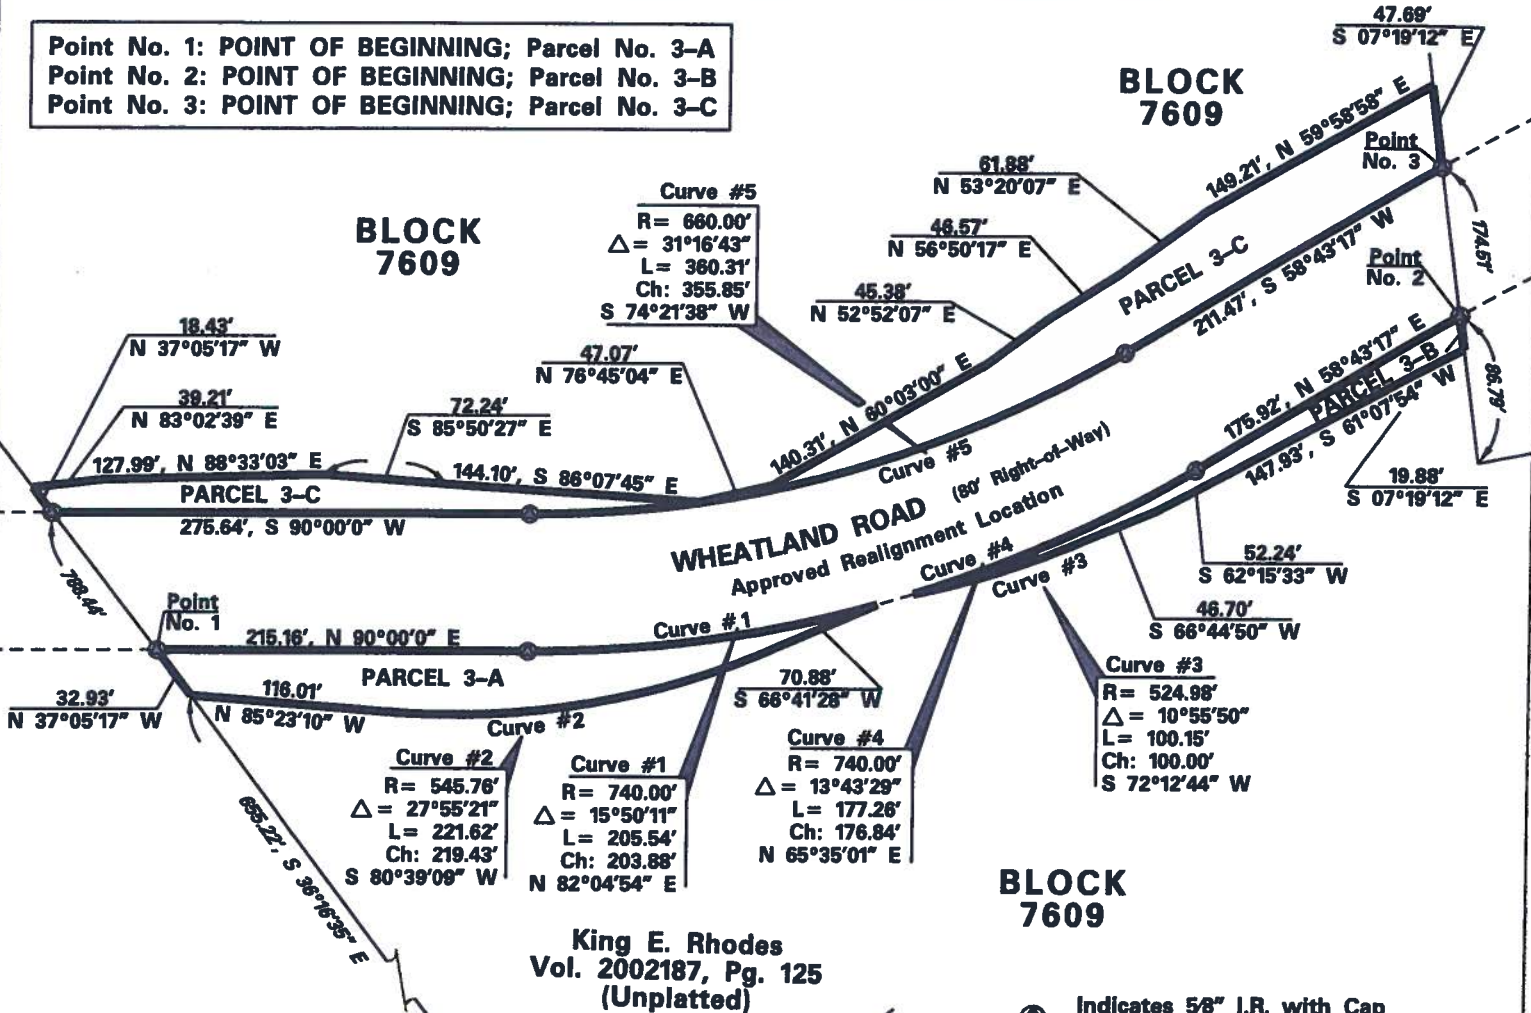 Point No. 1: POINT OF BEGINNING; Parcel No. 3-A
Point No. 2: POINT OF BEGINNING; Parcel No. 3-B
Point No. 3: POINT OF BEGINNING; Parcel No. 3-C
47.69'
S 07°19'12" E
BLOCK
7609
149.21', N 59°58'58" E
Point
No. 3
61.88'
N 53°20'07" E
46.57'
N 56°50'17" E
45.38'
N 52°52'07" E
PARCEL 3-C
211.47', S 58°43'17" W
174.51'
Point
No. 2
Curve #5
R= 660.00'
△= 31°16'43"
L= 360.31'
Ch: 355.85'
S 74°21'38" W
BLOCK
7609
18.43'
N 37°05'17" W
39.21'
N 83°02'39" E
72.24'
S 85°50'27" E
47.07'
N 76°45'04" E
140.31', N 60°03'00" E
127.99', N 88°33'03" E
144.10', S 86°07'45" E
PARCEL 3-C
275.64', S 90°00'0" W
Curve #5
175.92', N 58°43'17" E
PARCEL 3-B
147.93', S 61°07'54" W
86.79'
19.88'
S 07°19'12" E
WHEATLAND ROAD (80' Right-of-Way)
Approved Realignment Location
Curve #4
Curve #3
52.24'
S 62°15'33" W
46.70'
S 66°44'50" W
788.44'
Point
No. 1
215.16', N 90°00'0" E
Curve #1
PARCEL 3-A
32.93'
N 37°05'17" W
116.01'
N 85°23'10" W
Curve #2
70.88'
S 66°41'28" W
Curve #2
R= 545.76'
△= 27°55'21"
L= 221.62'
Ch: 219.43'
S 80°39'09" W
Curve #1
R= 740.00'
△= 15°50'11"
L= 205.54'
Ch: 203.88'
N 82°04'54" E
Curve #4
R= 740.00'
△= 13°43'29"
L= 177.26'
Ch: 176.84'
N 65°35'01" E
Curve #3
R= 524.98'
△= 10°55'50"
L= 100.15'
Ch: 100.00'
S 72°12'44" W
655.22', S 36°16'35" E
BLOCK
7609
King E. Rhodes
Vol. 2002187, Pg. 125
(Unplatted)
Indicates 5/8" I.R. with Cap